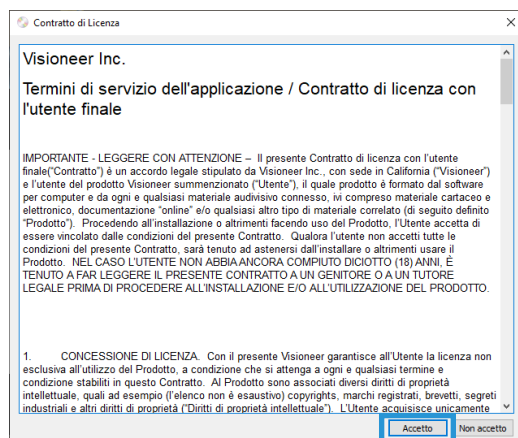 Contratto di Licenza
Visioneer Inc.
Termini di servizio dell'applicazione / Contratto di licenza con
l'utente finale
IMPORTANTE - LEGGERE CON ATTENZIONE – Il presente Contratto di licenza con l'utente
finale("Contratto") è un accordo legale stipulato da Visioneer Inc., con sede in California ("Visioneer")
e l'utente del prodotto Visioneer summenzionato ("Utente"), il quale prodotto è formato dal software
per computer e da ogni e qualsiasi materiale audivisivo connesso, ivi compreso materiale cartaceo e
elettronico, documentazione "online" e/o qualsiasi altro tipo di materiale correlato (di seguito definito
"Prodotto"). Procedendo all'installazione o altrimenti facendo uso del Prodotto, l'Utente accetta di
essere vincolato dalle condizioni del presente Contratto. Qualora l'utente non accetti tutte le
condizioni del presente Contratto, sarà tenuto ad astenersi dall'installare o altrimenti usare il
Prodotto. NEL CASO L'UTENTE NON ABBIA ANCORA COMPIUTO DICIOTTO (18) ANNI, È
TENUTO A FAR LEGGERE IL PRESENTE CONTRATTO A UN GENITORE O A UN TUTORE
LEGALE PRIMA DI PROCEDERE ALL'INSTALLAZIONE E/O ALL'UTILIZZAZIONE DEL PRODOTTO.
1. CONCESSIONE DI LICENZA. Con il presente Visioneer garantisce all'Utente la licenza non
esclusiva all'utilizzo del Prodotto, a condizione che si attenga a ogni e qualsiasi termine e
condizione stabiliti in questo Contratto. Al Prodotto sono associati diversi diritti di proprietà
intellettuale, quali ad esempio (l'elenco non è esaustivo) copyrights, marchi registrati, brevetti, segreti
industriali e altri diritti di proprietà ("Diritti di proprietà intellettuale"). L'Utente acquisisce unicamente
Accetto Non accetto